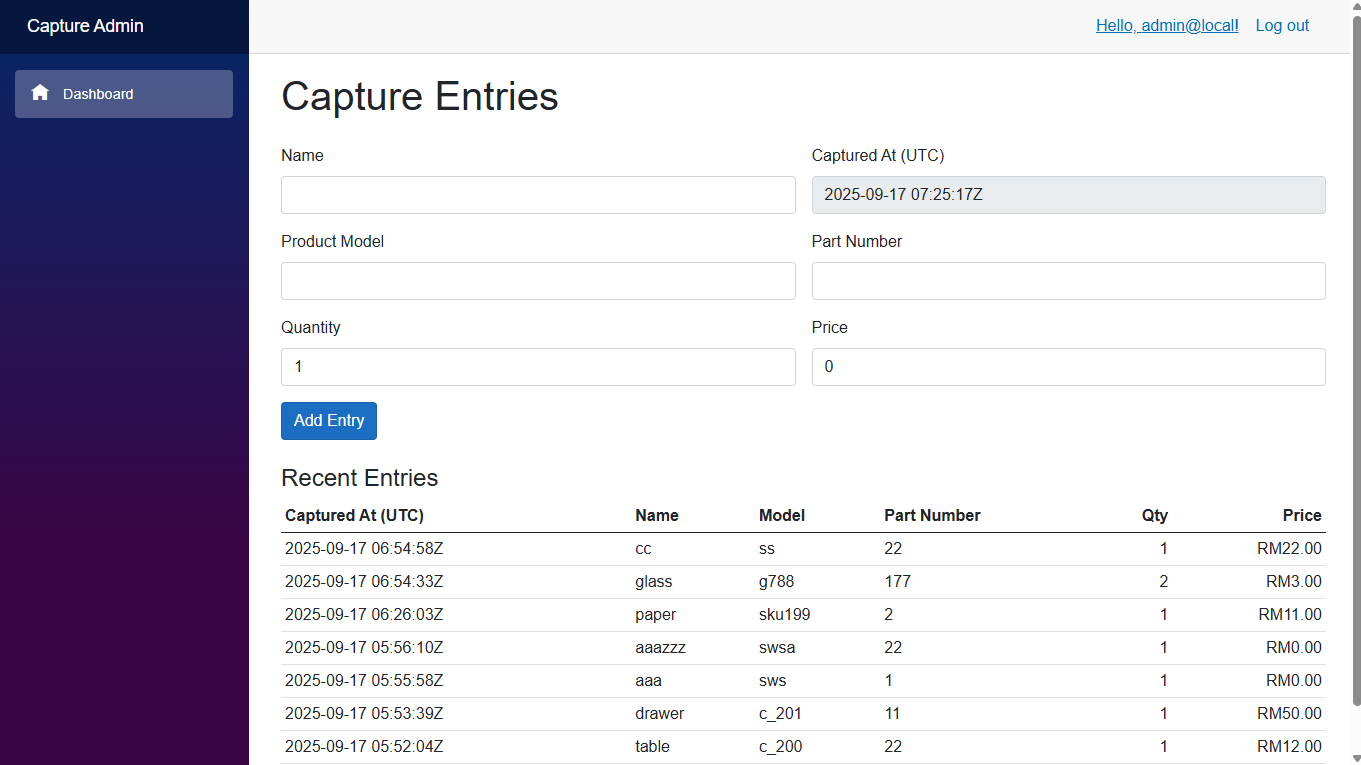 Capture Admin
Hello, admin@local! Log out
Dashboard
Capture Entries
Name Captured At (UTC)
2025-09-17 07:25:17Z
Product Model Part Number
Quantity Price
1 0
Add Entry
Recent Entries
Captured At (UTC) Name Model Part Number Qty Price
2025-09-17 06:54:58Z cc ss 22 1 RM22.00
2025-09-17 06:54:33Z glass g788 177 2 RM3.00
2025-09-17 06:26:03Z paper sku199 2 1 RM11.00
2025-09-17 05:56:10Z aaazzz swsa 22 1 RM0.00
2025-09-17 05:55:58Z aaa sws 1 1 RM0.00
2025-09-17 05:53:39Z drawer c_201 11 1 RM50.00
2025-09-17 05:52:04Z table c_200 22 1 RM12.00